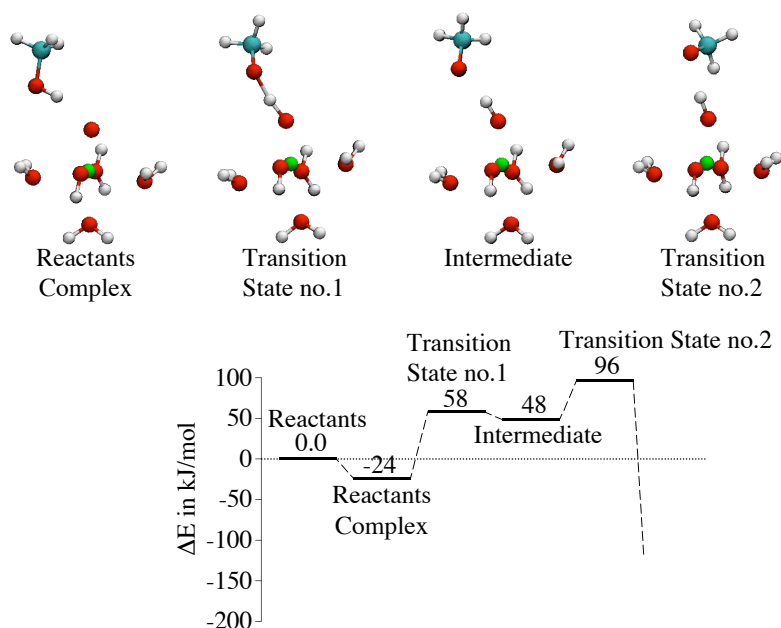 Reactants
Complex
Transition
State no.1
Intermediate
Transition
State no.2
Transition
State no.1
Transition State no.2
ΔE in kJ/mol
100
50
0
-50
-100
-150
-200
Reactants
0.0
-24
Reactants
Complex
58
48
Intermediate
96